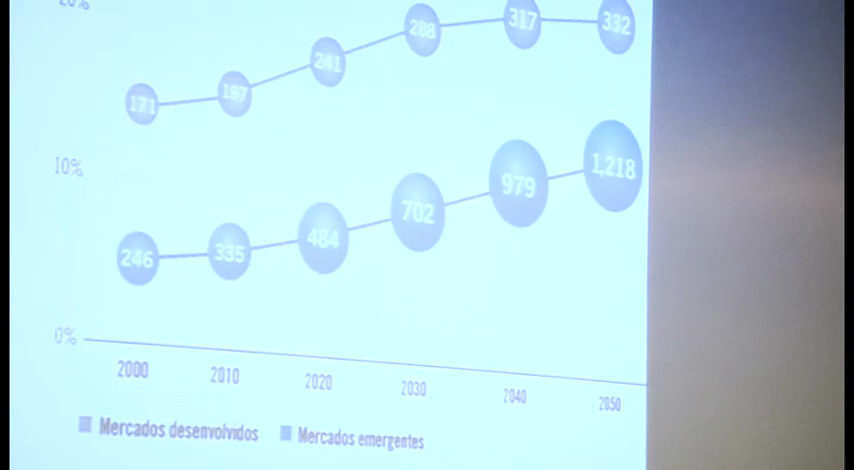 20%
171 197 241 288 317 332
10%
246 335 484 702 979 1,218
0%
2000 2010 2020 2030 2040 2050
Mercados desenvolvidos Mercados emergentes